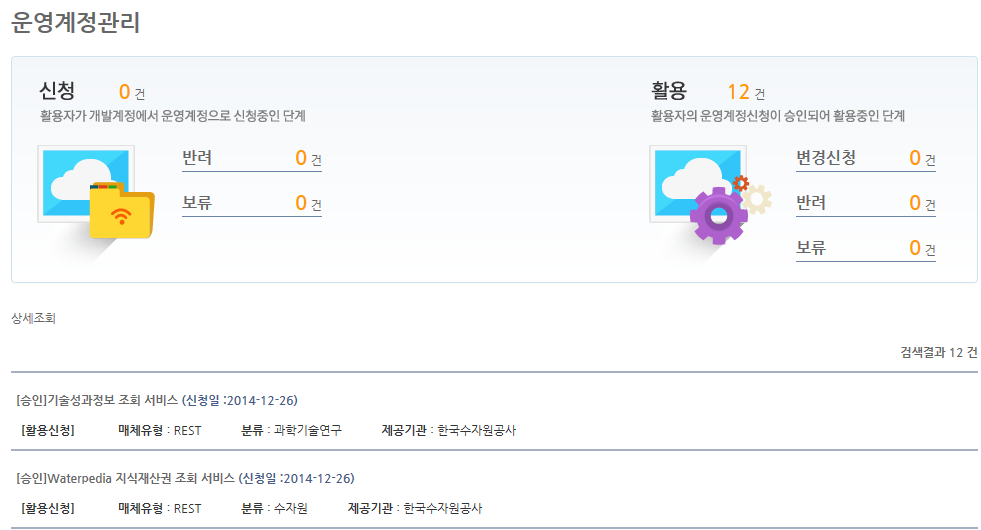 운영계정관리
신청 0 건
활용자가 개발계정에서 운영계정으로 신청중인 단계
반려 0 건
보류 0 건
활용 12 건
활용자의 운영계정신청이 승인되어 활용중인 단계
변경신청 0 건
반려 0 건
보류 0 건
상세조회
검색결과 12 건
[승인]기술성과정보 조회 서비스 (신청일 :2014-12-26)
[활용신청] 매체유형 : REST 분류 : 과학기술연구 제공기관 : 한국수자원공사
[승인]Waterpedia 지식재산권 조회 서비스 (신청일 :2014-12-26)
[활용신청] 매체유형 : REST 분류 : 수자원 제공기관 : 한국수자원공사